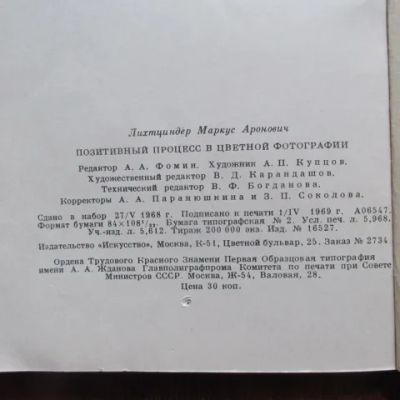 Лихтциндер Маркус Аронович
ПОЗИТИВНЫЙ ПРОЦЕСС В ЦВЕТНОЙ ФОТОГРАФИИ
Редактор А. А. Фомин. Художник А. П. Купцов.
Художественный редактор В. Д. Карандашов.
Технический редактор В. Ф. Богданова.
Корректоры А. А. Паранюшкина и З. П. Соколова.
Сдано в набор 27/V 1968 г. Подписано к печати 1/IV 1969 г. А06547.
Формат бумаги 84×108¹/₃₂. Бумага типографская № 2. Усл. печ. л. 5,968.
Уч.-изд. л. 5,612. Тираж 200 000 экз. Изд. № 16527.
Издательство «Искусство», Москва, К-51, Цветной бульвар, 25. Заказ № 2734
Ордена Трудового Красного Знамени Первая Образцовая типография
имени А. А. Жданова Главполиграфпрома Комитета по печати при Совете
Министров СССР. Москва, Ж-54, Валовая, 28.
Цена 30 коп.